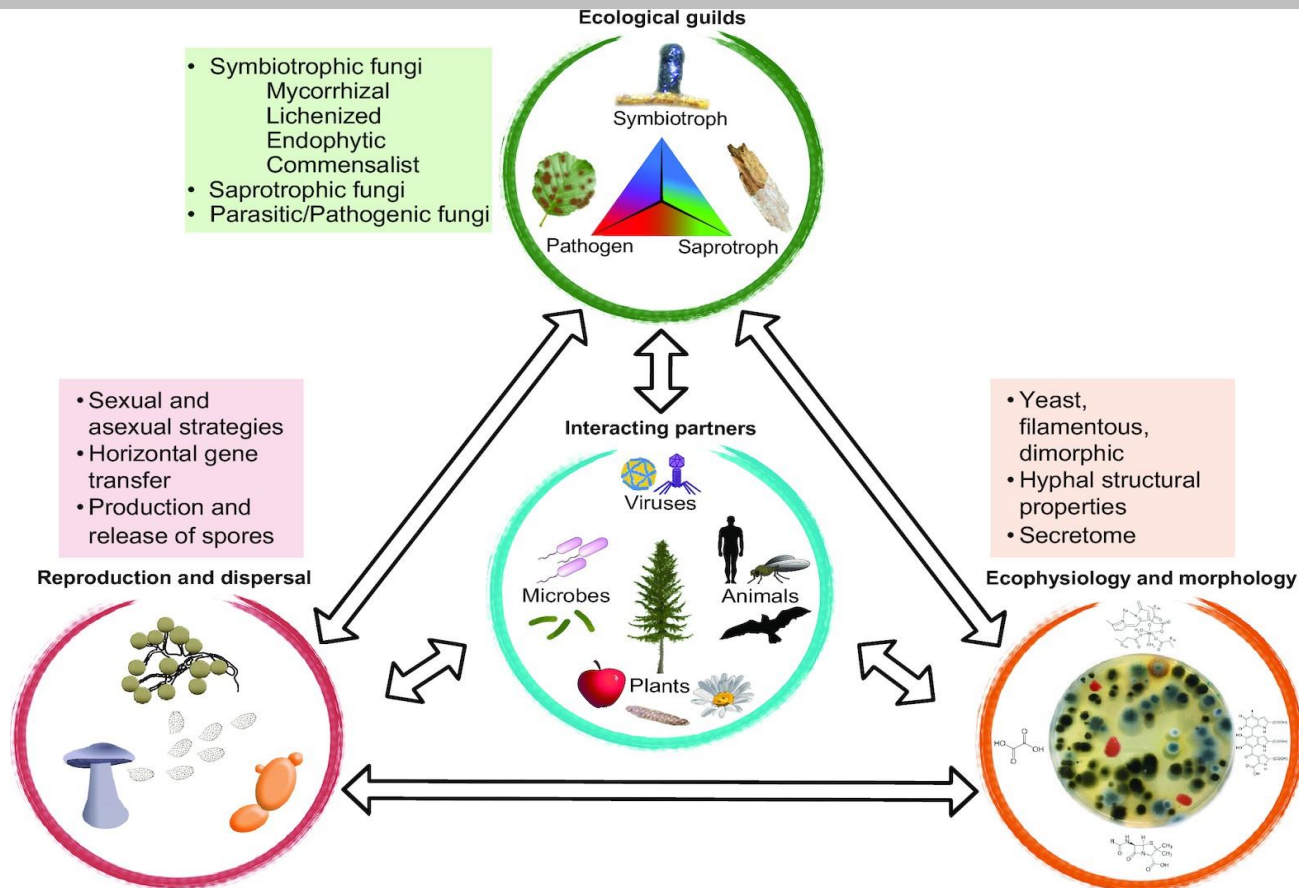 Ecological guilds
• Symbiotrophic fungi
Mycorrhizal
Lichenized
Endophytic
Commensalist
• Saprotrophic fungi
• Parasitic/Pathogenic fungi
Symbiotroph
Pathogen
Saprotroph
• Sexual and
asexual strategies
• Horizontal gene
transfer
• Production and
release of spores
Reproduction and dispersal
Interacting partners
Viruses
Microbes
Animals
Plants
• Yeast,
filamentous,
dimorphic
• Hyphal structural
properties
• Secretome
Ecophysiology and morphology